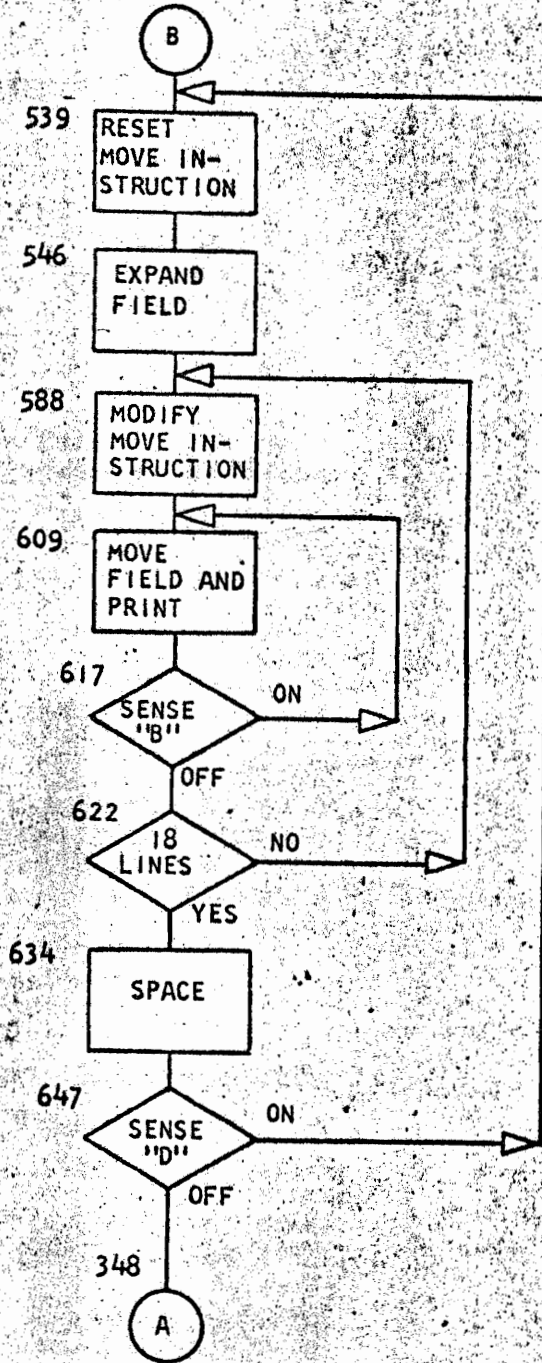 B
539
RESET
MOVE IN-
STRUCTION
546
EXPAND
FIELD
588
MODIFY
MOVE IN-
STRUCTION
609
MOVE
FIELD AND
PRINT
617
SENSE
"B"
ON
OFF
622
18
LINES
NO
YES
634
SPACE
647
SENSE
"D"
ON
OFF
348
A